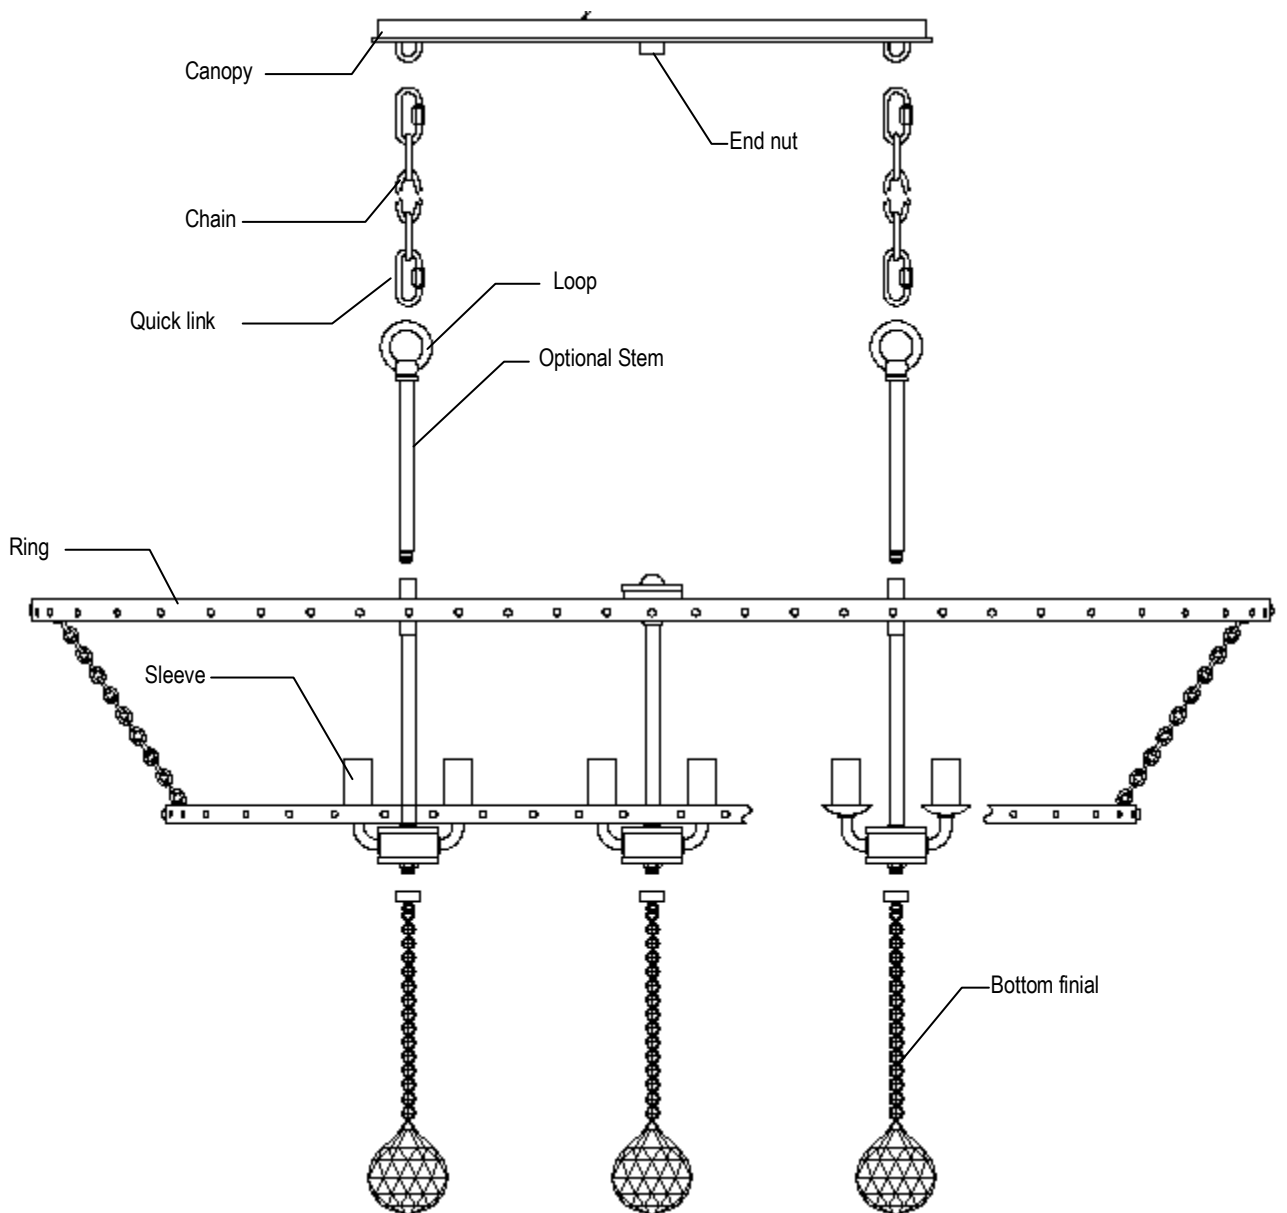 Canopy
End nut
Chain
Loop
Quick link
Optional Stem
Ring
Sleeve
Bottom finial